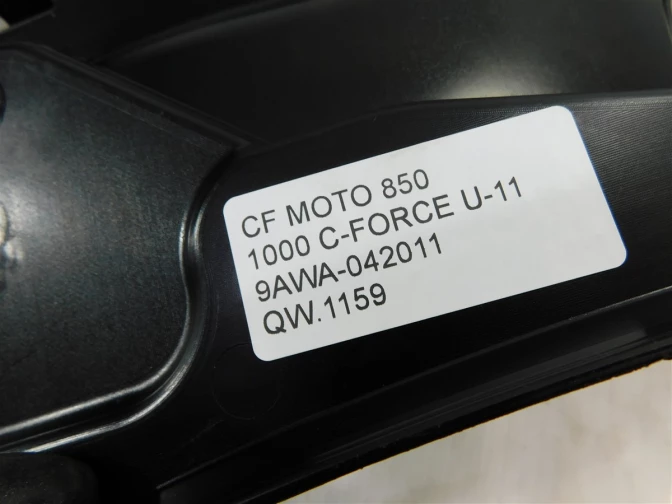 CF MOTO 850
1000 C-FORCE U-11
9AWA-042011
QW.1159